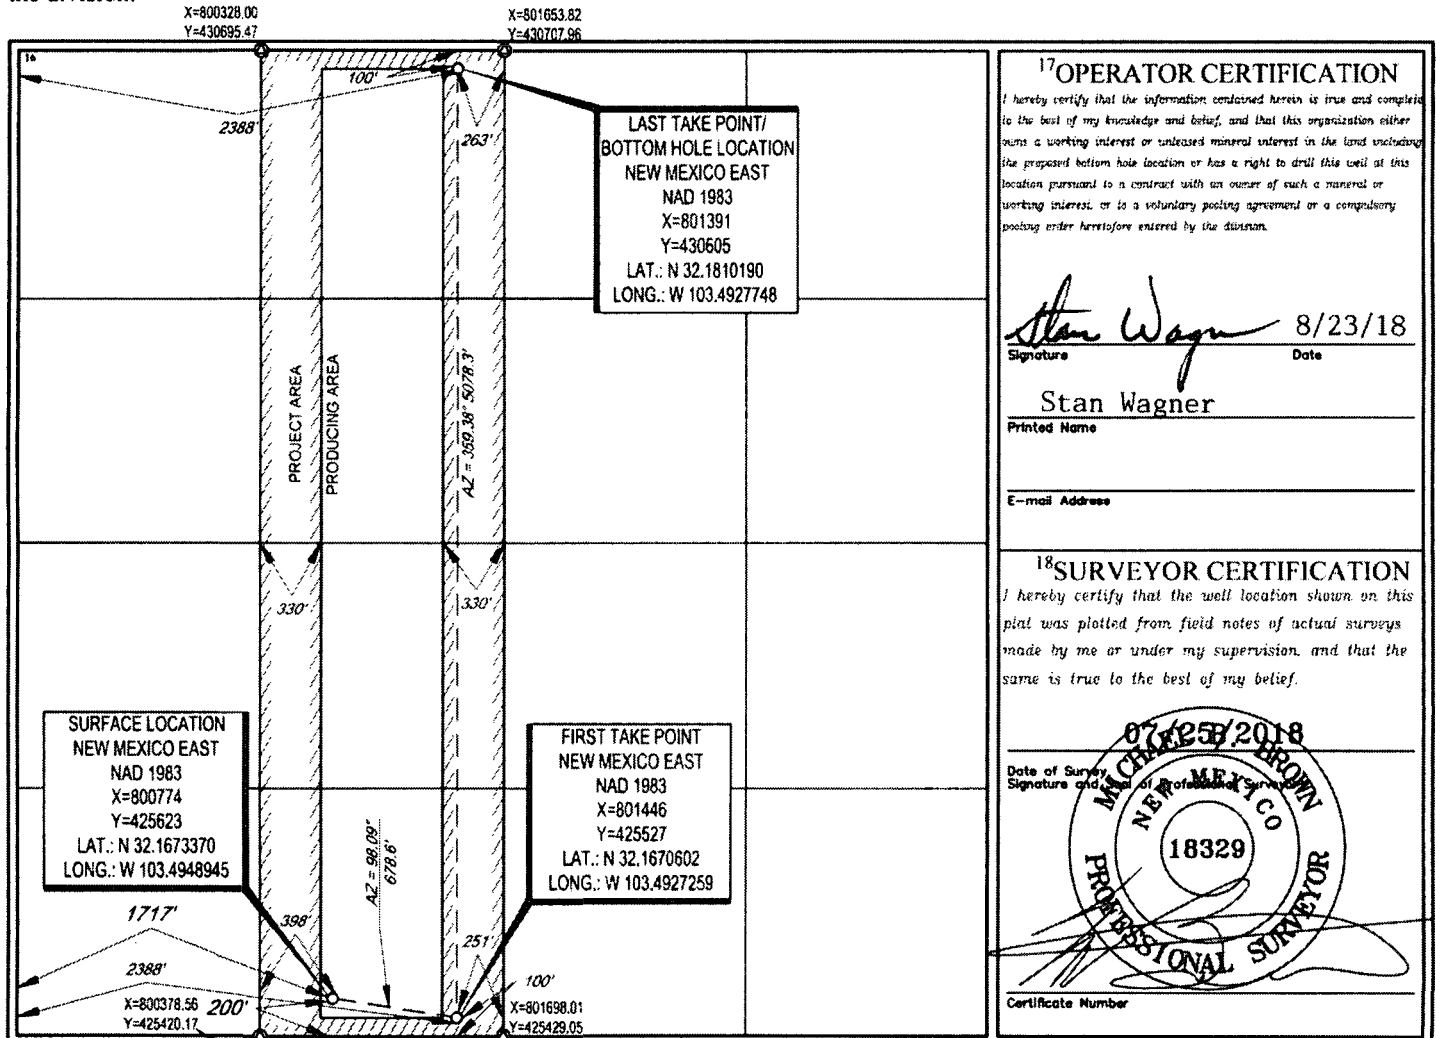 X=800328.00
Y=430695.47
X=801653.82
Y=430707.96
16
100'
2388'
263'
LAST TAKE POINT/
BOTTOM HOLE LOCATION
NEW MEXICO EAST
NAD 1983
X=801391
Y=430605
LAT.: N 32.1810190
LONG.: W 103.4927748
PROJECT AREA
PRODUCING AREA
AZ = 359.38° 5078.3'
330'
330'
SURFACE LOCATION
NEW MEXICO EAST
NAD 1983
X=800774
Y=425623
LAT.: N 32.1673370
LONG.: W 103.4948945
FIRST TAKE POINT
NEW MEXICO EAST
NAD 1983
X=801446
Y=425527
LAT.: N 32.1670602
LONG.: W 103.4927259
AZ = 98.09°
678.6'
1717'
398'
251'
2388'
100'
X=800378.56
Y=425420.17
200'
X=801698.01
Y=425429.05
17 OPERATOR CERTIFICATION
I hereby certify that the information contained herein is true and complete
to the best of my knowledge and belief, and that this organization either
owns a working interest or unleased mineral interest in the land including
the proposed bottom hole location or has a right to drill this well at this
location pursuant to a contract with an owner of such a mineral or
working interest, or to a voluntary pooling agreement or a compulsory
pooling order heretofore entered by the division.
Stan Wagner 8/23/18
Signature Date
Stan Wagner
Printed Name
E-mail Address
18 SURVEYOR CERTIFICATION
I hereby certify that the well location shown on this
plat was plotted from field notes of actual surveys
made by me or under my supervision, and that the
same is true to the best of my belief.
07/25/2018
Date of Survey
Signature and Seal of Professional Surveyor
MICHAEL B. BROWN
NEW MEXICO
18329
PROFESSIONAL SURVEYOR
Certificate Number